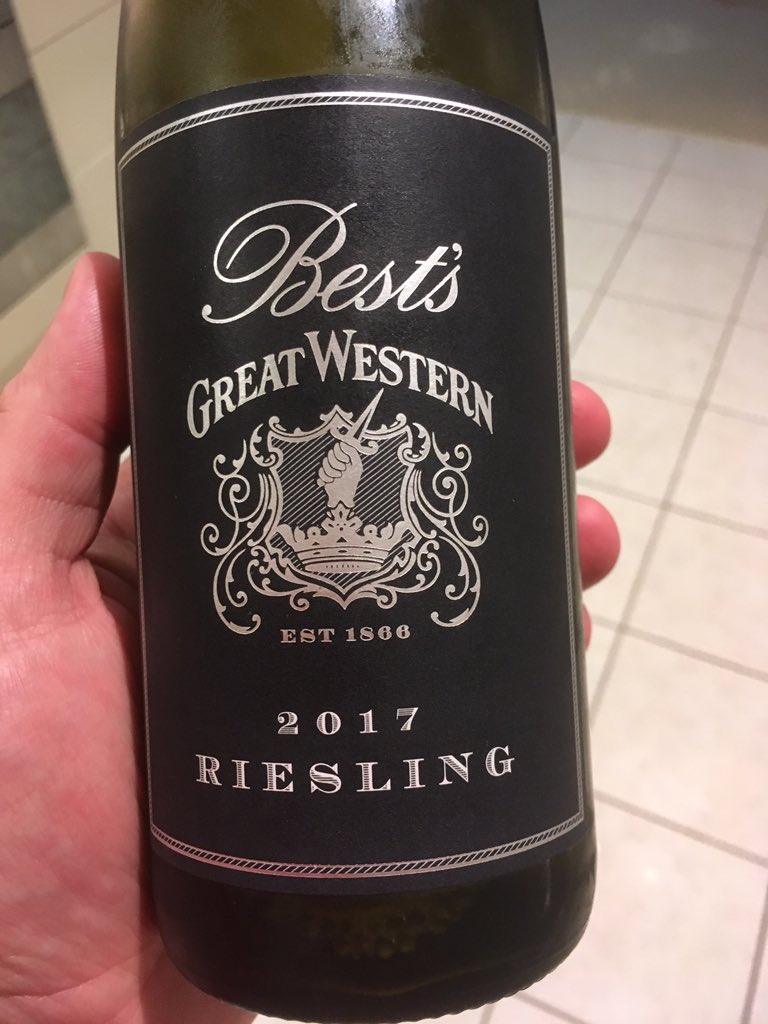 Best's
GREAT WESTERN
EST 1866
2017
RIESLING